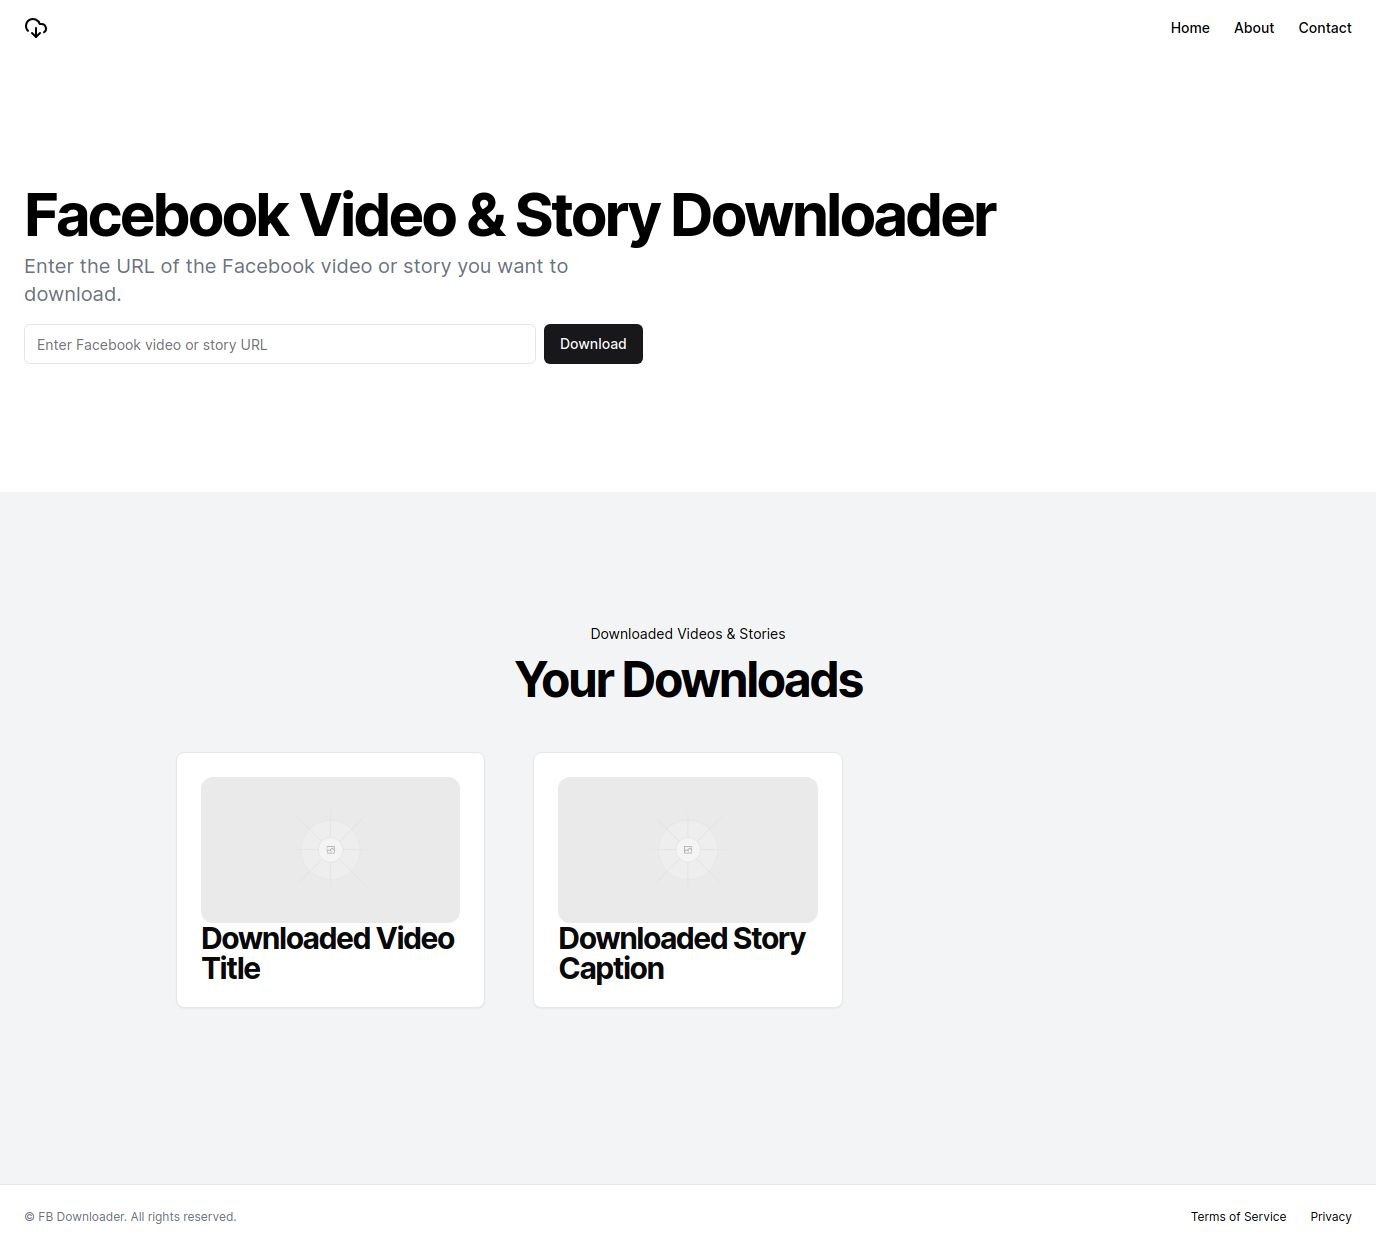 Home About Contact
Facebook Video & Story Downloader
Enter the URL of the Facebook video or story you want to
download.
Enter Facebook video or story URL
Download
Downloaded Videos & Stories
Your Downloads
Downloaded Video
Title
Downloaded Story
Caption
© FB Downloader. All rights reserved.
Terms of Service Privacy